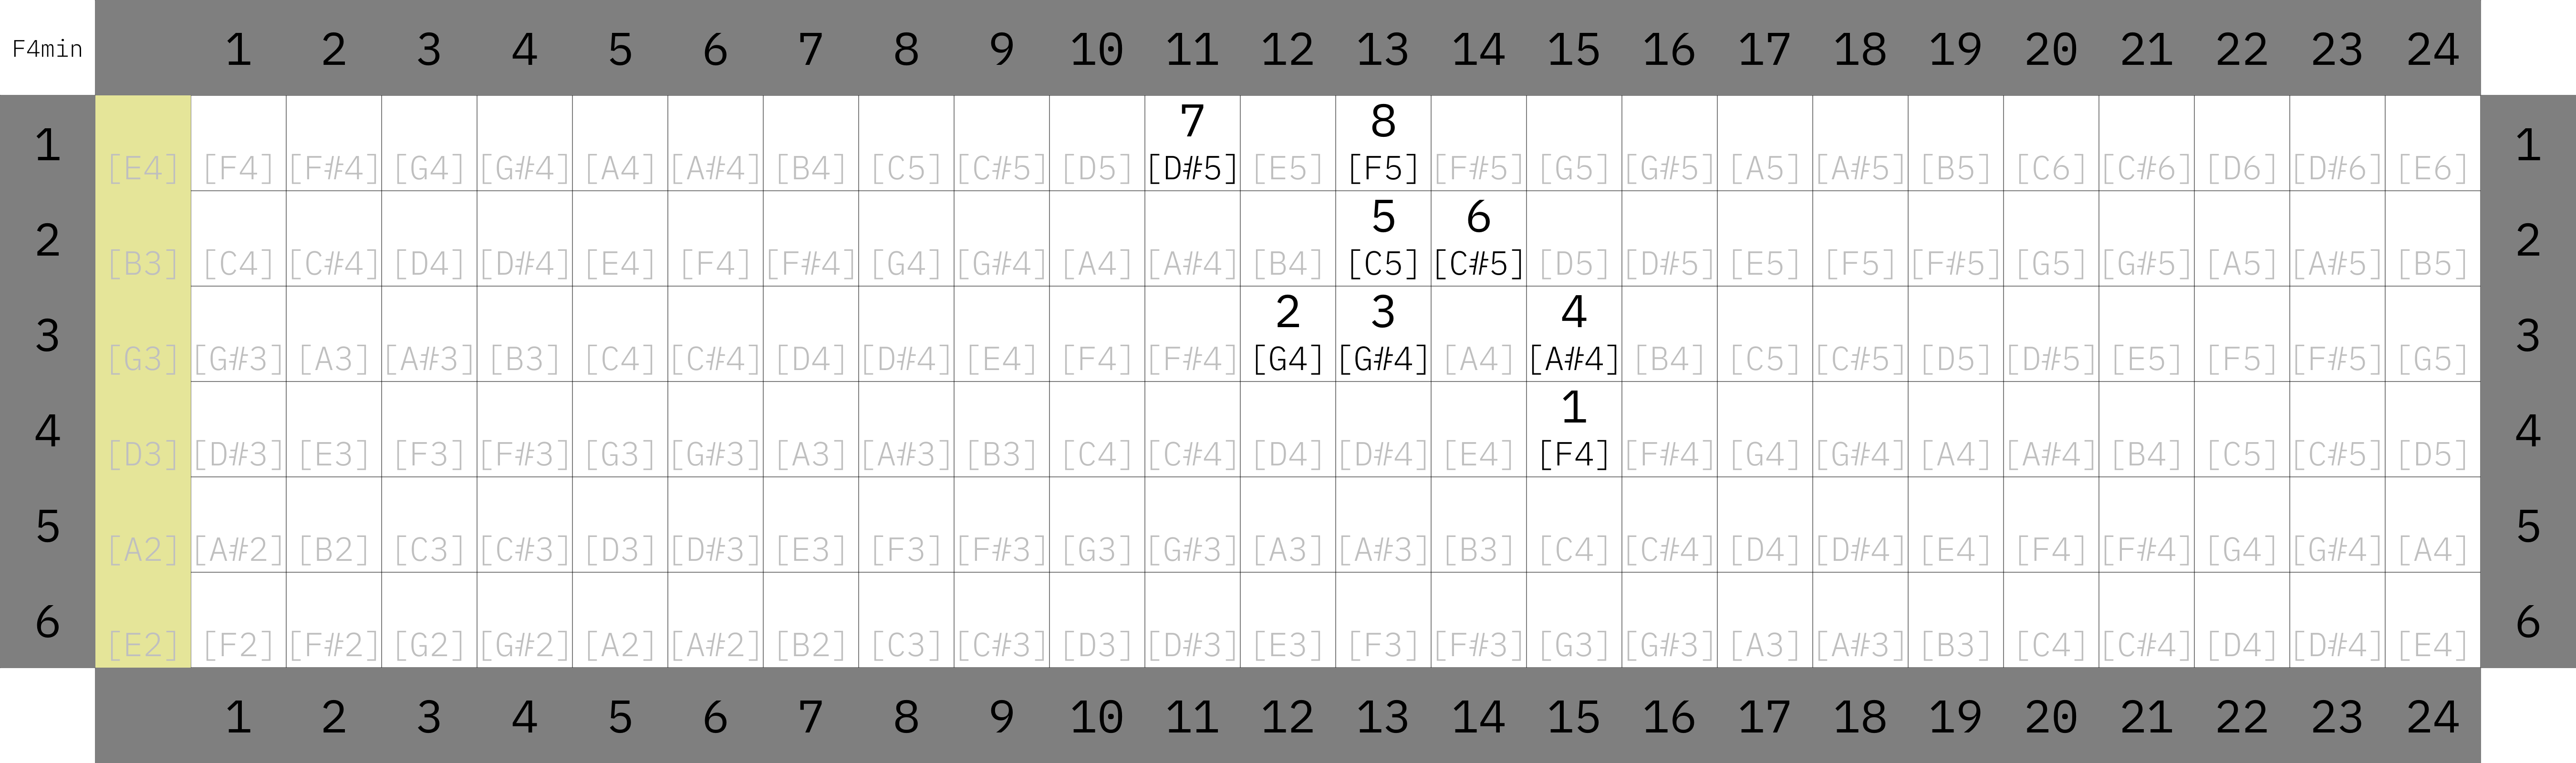 F4min 1 2 3 4 5 6 7 8 9 10 11 12 13 14 15 16 17 18 19 20 21 22 23 24
7 8
1 [E4] [F4] [F#4] [G4] [G#4] [A4] [A#4] [B4] [C5] [C#5] [D5] [D#5] [E5] [F5] [F#5] [G5] [G#5] [A5] [A#5] [B5] [C6] [C#6] [D6] [D#6] [E6] 1
5 6
2 [B3] [C4] [C#4] [D4] [D#4] [E4] [F4] [F#4] [G4] [G#4] [A4] [A#4] [B4] [C5] [C#5] [D5] [D#5] [E5] [F5] [F#5] [G5] [G#5] [A5] [A#5] [B5] 2
2 3 4
3 [G3] [G#3] [A3] [A#3] [B3] [C4] [C#4] [D4] [D#4] [E4] [F4] [F#4] [G4] [G#4] [A4] [A#4] [B4] [C5] [C#5] [D5] [D#5] [E5] [F5] [F#5] [G5] 3
1
4 [D3] [D#3] [E3] [F3] [F#3] [G3] [G#3] [A3] [A#3] [B3] [C4] [C#4] [D4] [D#4] [E4] [F4] [F#4] [G4] [G#4] [A4] [A#4] [B4] [C5] [C#5] [D5] 4
5 [A2] [A#2] [B2] [C3] [C#3] [D3] [D#3] [E3] [F3] [F#3] [G3] [G#3] [A3] [A#3] [B3] [C4] [C#4] [D4] [D#4] [E4] [F4] [F#4] [G4] [G#4] [A4] 5
6 [E2] [F2] [F#2] [G2] [G#2] [A2] [A#2] [B2] [C3] [C#3] [D3] [D#3] [E3] [F3] [F#3] [G3] [G#3] [A3] [A#3] [B3] [C4] [C#4] [D4] [D#4] [E4] 6
1 2 3 4 5 6 7 8 9 10 11 12 13 14 15 16 17 18 19 20 21 22 23 24